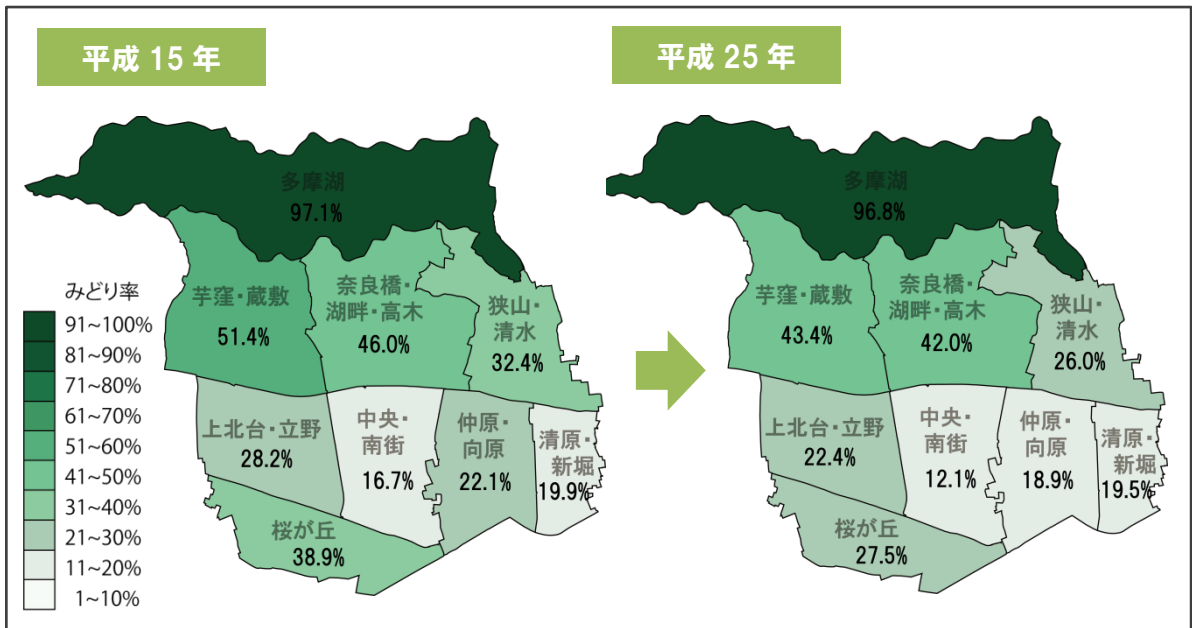 平成 15 年
多摩湖
97.1%
芋窪・蔵敷
51.4%
奈良橋・
湖畔・高木
46.0%
狭山・
清水
32.4%
上北台・立野
28.2%
中央・
南街
16.7%
仲原・
向原
22.1%
清原・
新堀
19.9%
桜が丘
38.9%
みどり率
91~100%
81~90%
71~80%
61~70%
51~60%
41~50%
31~40%
21~30%
11~20%
1~10%
平成 25 年
多摩湖
96.8%
芋窪・蔵敷
43.4%
奈良橋・
湖畔・高木
42.0%
狭山・
清水
26.0%
上北台・立野
22.4%
中央・
南街
12.1%
仲原・
向原
18.9%
清原・
新堀
19.5%
桜が丘
27.5%